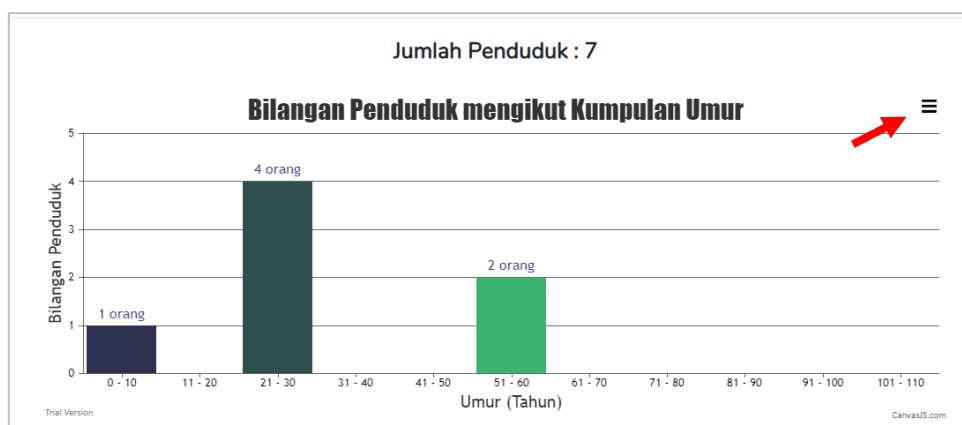 Jumlah Penduduk : 7
Bilangan Penduduk mengikut Kumpulan Umur
Bilangan Penduduk
5
4
3
2
1
0
1 orang
4 orang
2 orang
0 - 10 11 - 20 21 - 30 31 - 40 41 - 50 51 - 60 61 - 70 71 - 80 81 - 90 91 - 100 101 - 110
Umur (Tahun)
Trial Version
CanvasJS.com